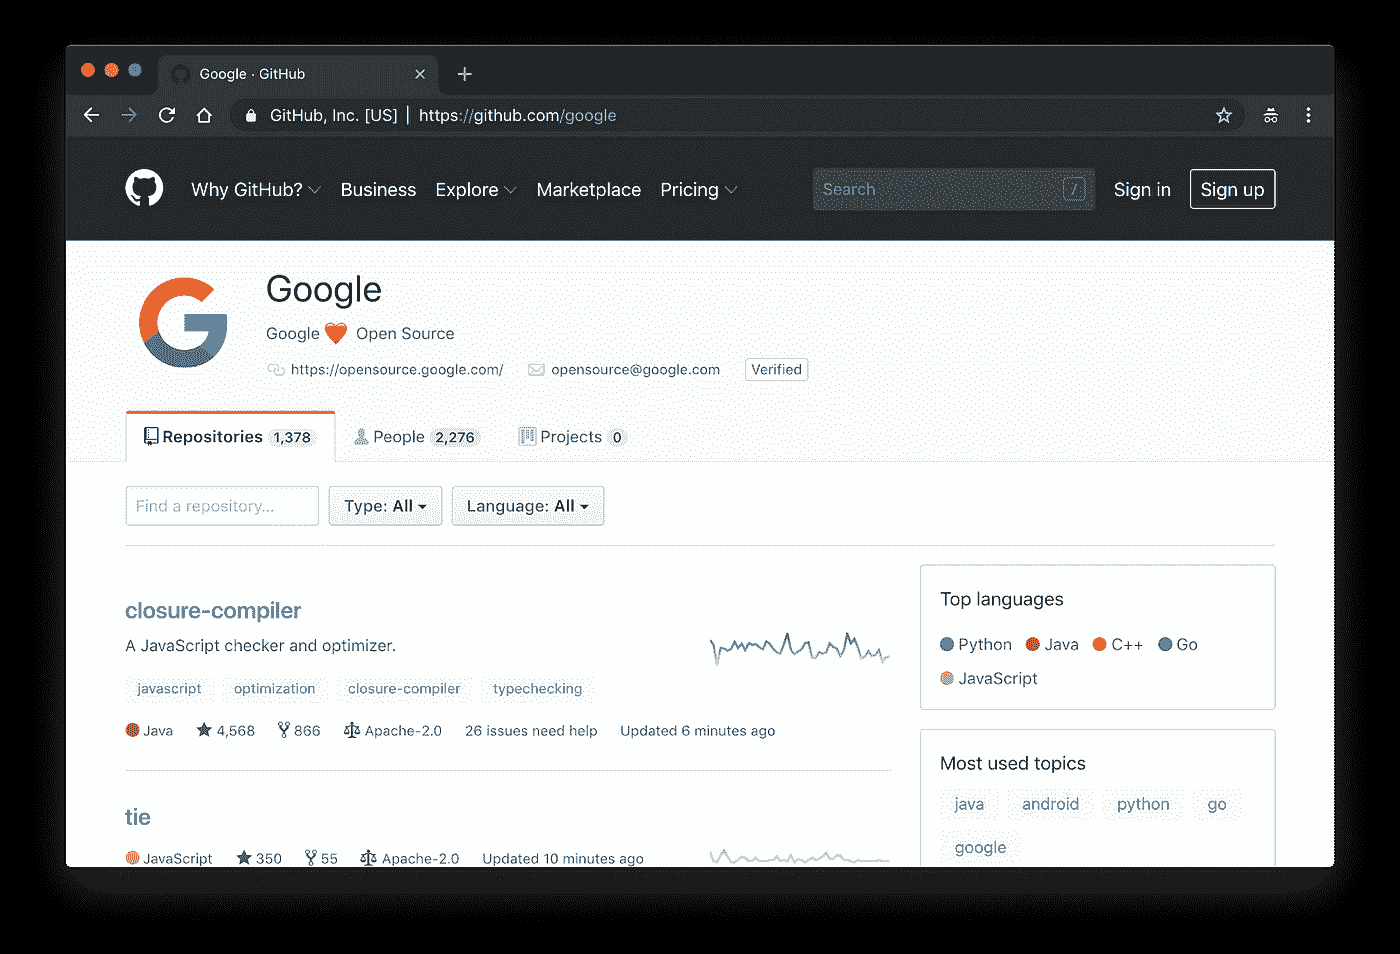 Google · GitHub
GitHub, Inc. [US] | https://github.com/google
Why GitHub? Business Explore Marketplace Pricing Search / Sign in Sign up
Google
Google Open Source
https://opensource.google.com/ opensource@google.com Verified
Repositories 1,378 People 2,276 Projects 0
Find a repository... Type: All Language: All
closure-compiler
A JavaScript checker and optimizer.
javascript optimization closure-compiler typechecking
Java 4,568 866 Apache-2.0 26 issues need help Updated 6 minutes ago
tie
JavaScript 350 55 Apache-2.0 Updated 10 minutes ago
Top languages
Python Java C++ Go
JavaScript
Most used topics
java android python go
google